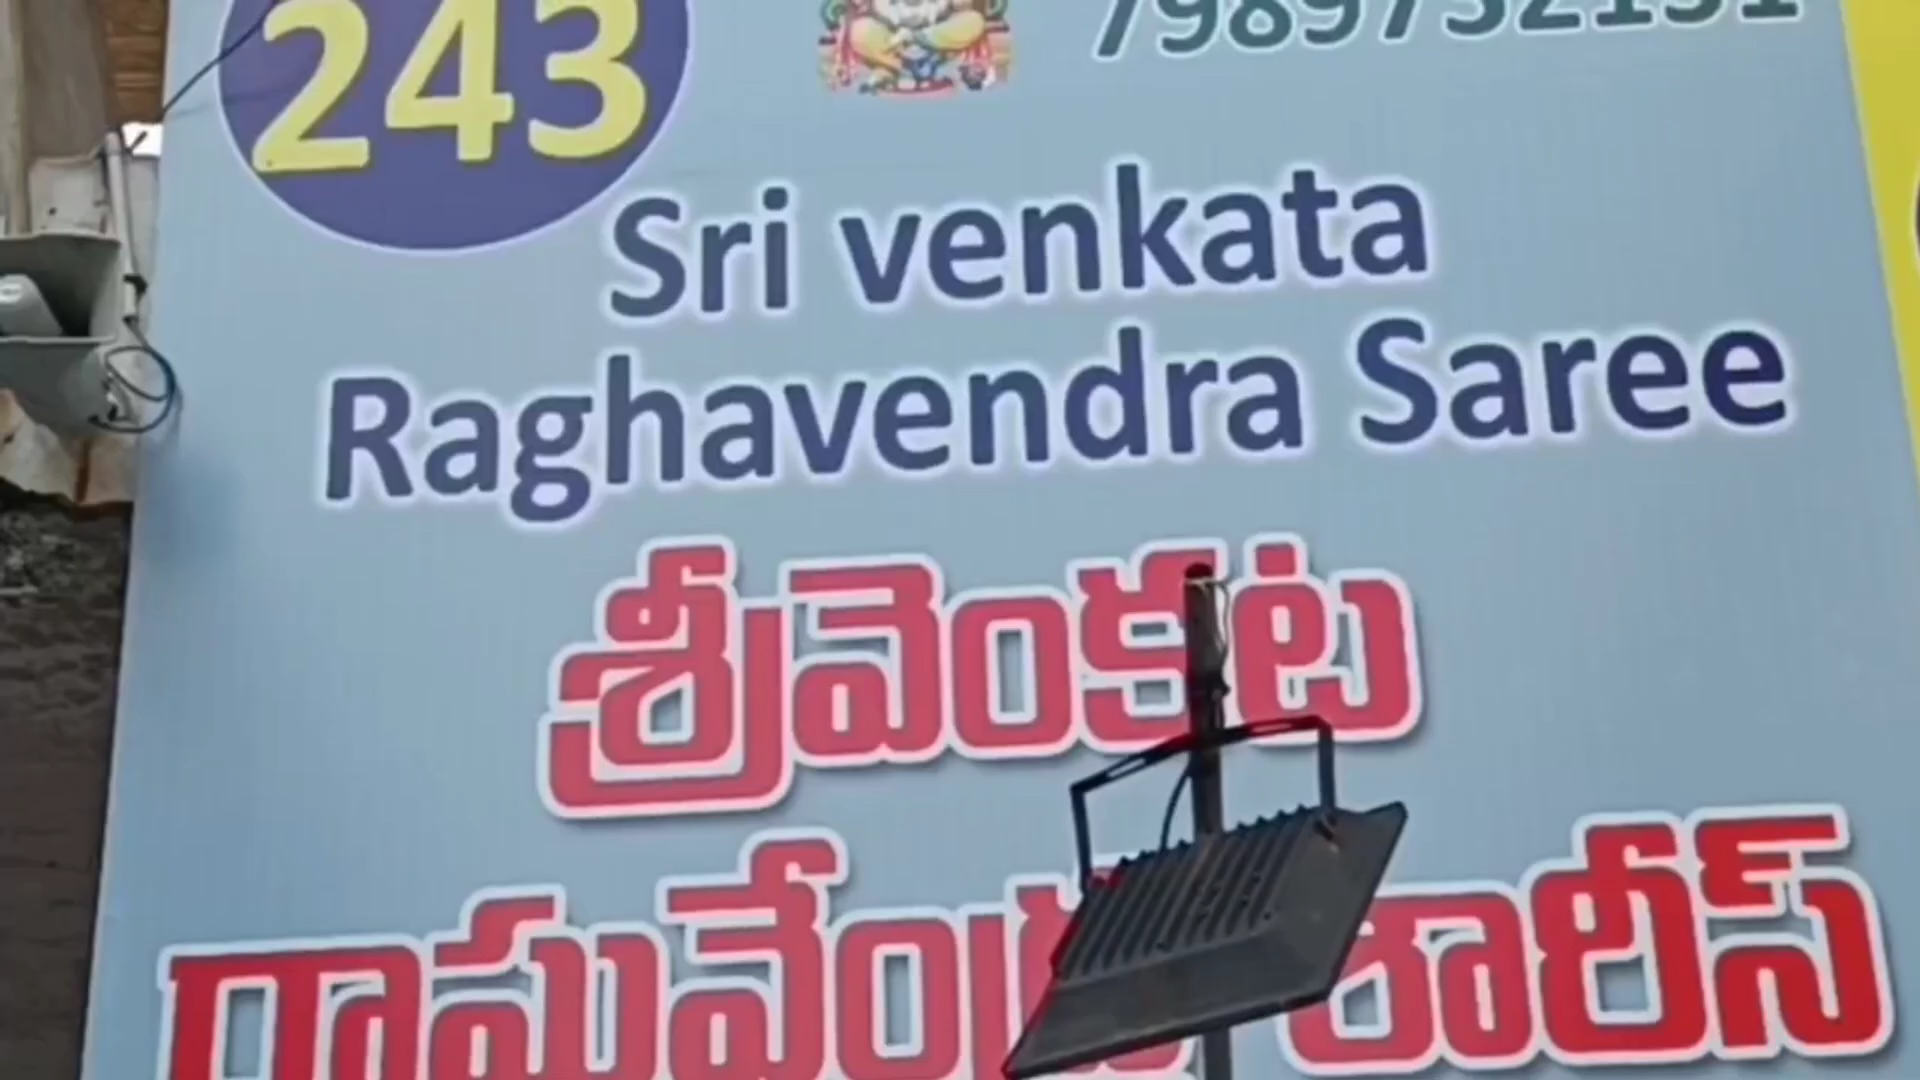 243
Sri venkata
Raghavendra Saree
శ్రీవెంకట
రాఘవేంద్ర శారీస్